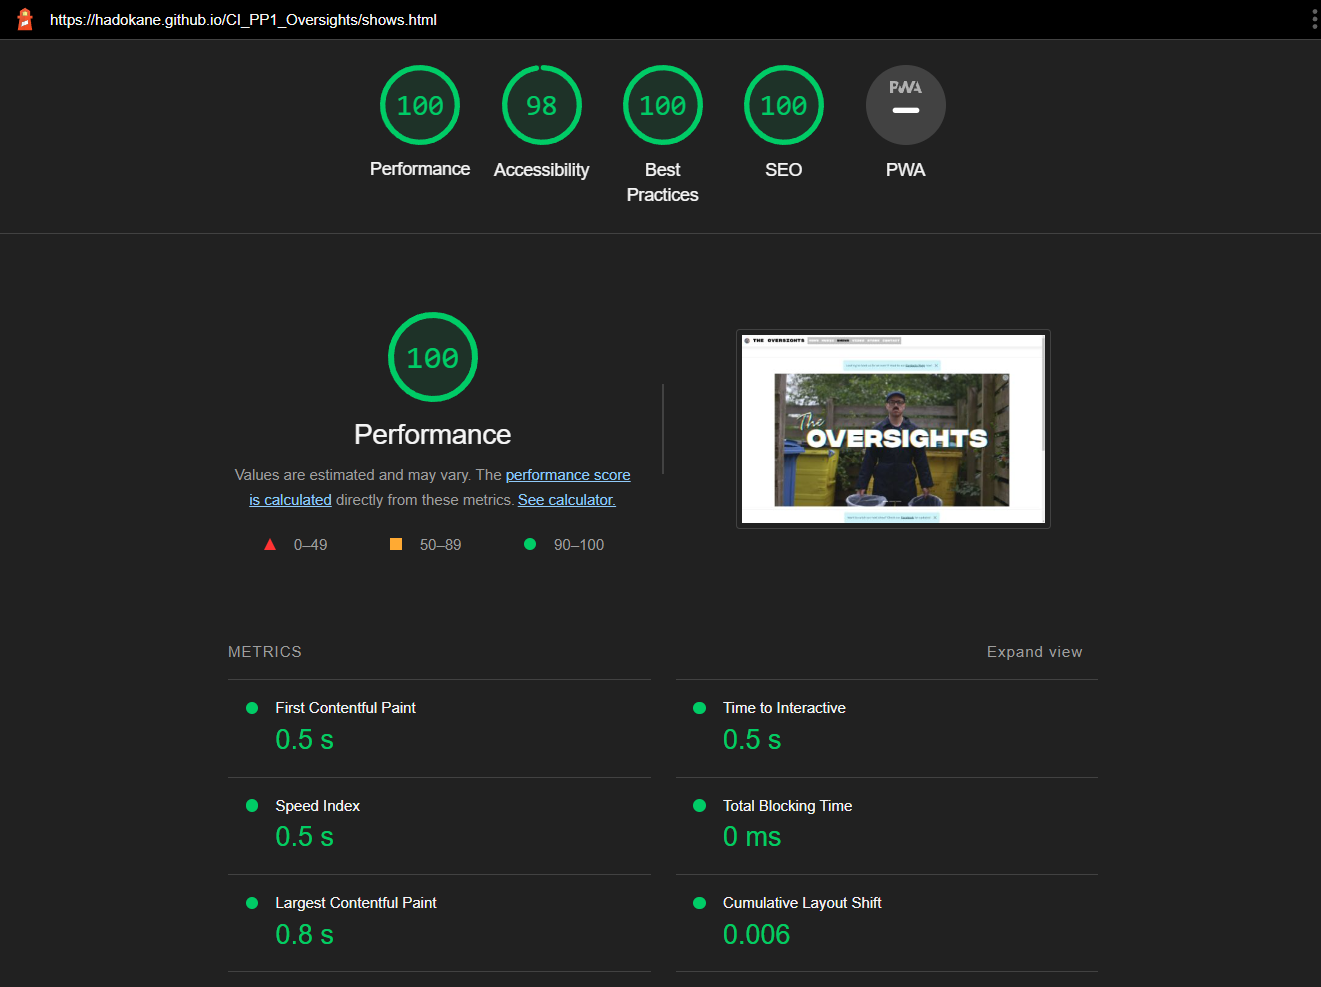 https://hadokane.github.io/CI_PP1_Oversights/shows.html
100
98
100
100
PWA
Performance
Accessibility
Best
Practices
SEO
PWA
100
Performance
Values are estimated and may vary. The performance score
is calculated directly from these metrics. See calculator.
0–49
50–89
90–100
THE OVERSIGHTS
The
OVERSIGHTS
METRICS
Expand view
First Contentful Paint
0.5 s
Time to Interactive
0.5 s
Speed Index
0.5 s
Total Blocking Time
0 ms
Largest Contentful Paint
0.8 s
Cumulative Layout Shift
0.006